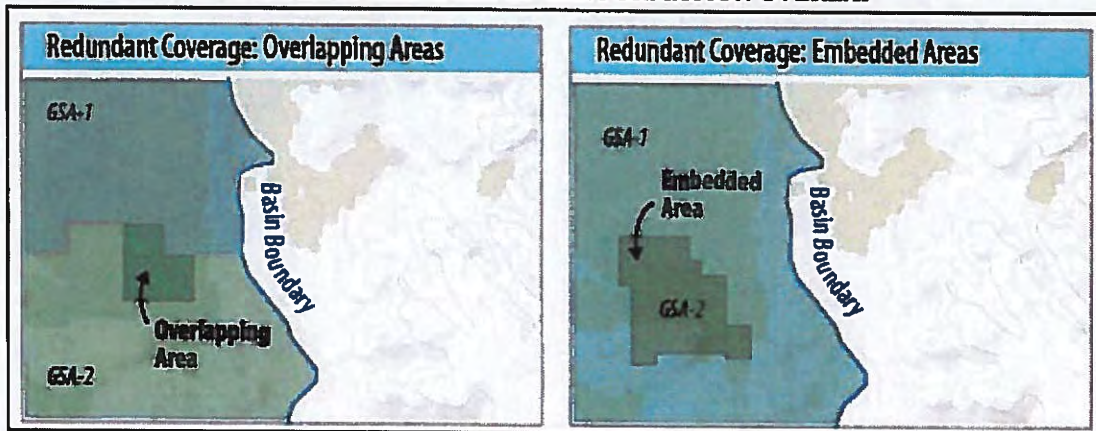 Redundant Coverage: Overlapping Areas
GSA-1
Basin Boundary
Overlapping
Area
GSA-2
Redundant Coverage: Embedded Areas
GSA-1
Embedded
Area
Basin Boundary
GSA-2